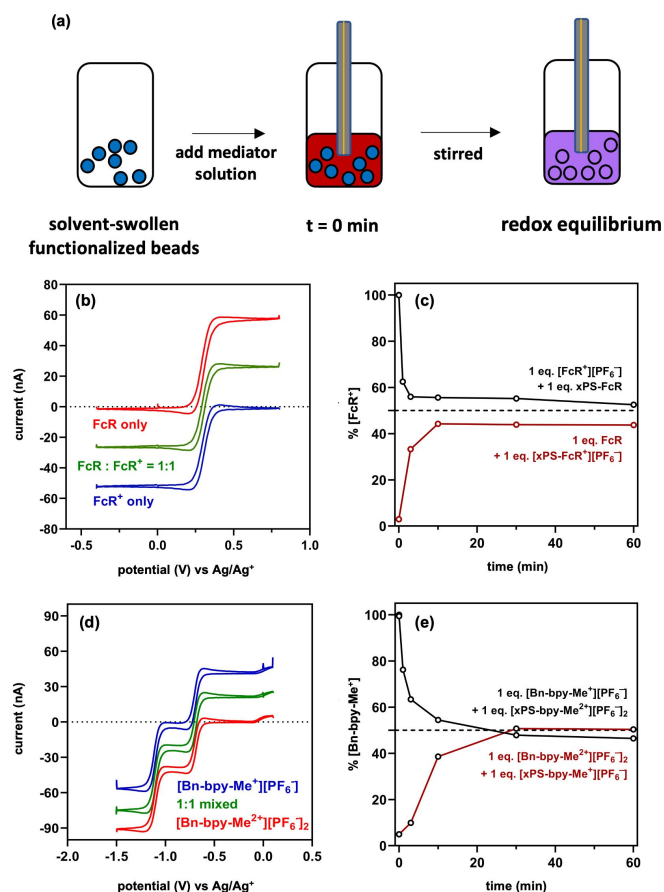 (a)
add mediator
solution
stirred
solvent-swollen
functionalized beads
t = 0 min
redox equilibrium
(b)
60
40
20
0
-20
-40
-60
-80
current (nA)
FcR only
FcR : FcR⁺ = 1:1
FcR⁺ only
-0.5
0.0
0.5
1.0
potential (V) vs Ag/Ag⁺
(c)
100
80
60
40
20
0
% [FcR⁺]
1 eq. [FcR⁺][PF₆⁻]
+ 1 eq. xPS-FcR
1 eq. FcR
+ 1 eq. [xPS-FcR⁺][PF₆⁻]
0
20
40
60
time (min)
(d)
90
60
30
0
-30
-60
-90
current (nA)
[Bn-bpy-Me⁺][PF₆⁻]
1:1 mixed
[Bn-bpy-Me²⁺][PF₆⁻]₂
-2.0
-1.5
-1.0
-0.5
0.0
0.5
potential (V) vs Ag/Ag⁺
(e)
100
80
60
40
20
0
% [Bn-bpy-Me⁺]
1 eq. [Bn-bpy-Me⁺][PF₆⁻]
+ 1 eq. [xPS-bpy-Me²⁺][PF₆⁻]₂
1 eq. [Bn-bpy-Me²⁺][PF₆⁻]₂
+ 1 eq. [xPS-bpy-Me⁺][PF₆⁻]
0
20
40
60
time (min)